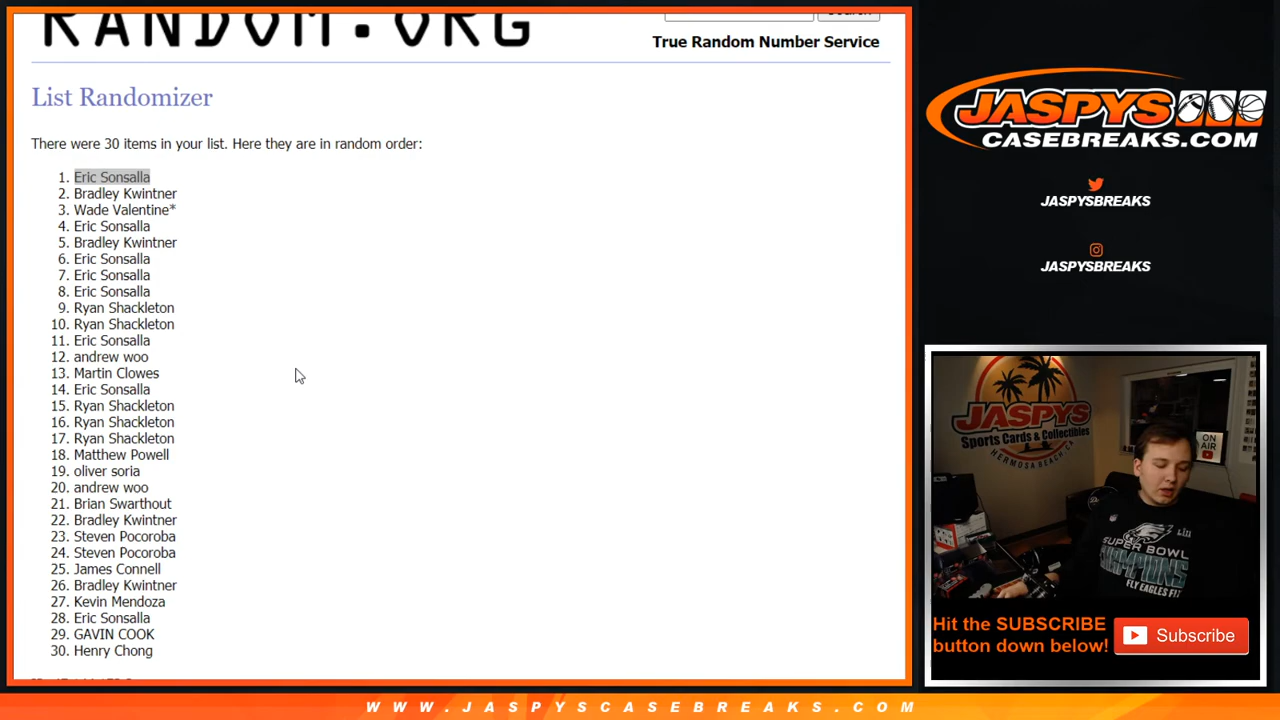 RANDOM.ORG
Search
True Random Number Service
List Randomizer
There were 30 items in your list. Here they are in random order:
1. Eric Sonsalla
2. Bradley Kwintner
3. Wade Valentine*
4. Eric Sonsalla
5. Bradley Kwintner
6. Eric Sonsalla
7. Eric Sonsalla
8. Eric Sonsalla
9. Ryan Shackleton
10. Ryan Shackleton
11. Eric Sonsalla
12. andrew woo
13. Martin Clowes
14. Eric Sonsalla
15. Ryan Shackleton
16. Ryan Shackleton
17. Ryan Shackleton
18. Matthew Powell
19. oliver soria
20. andrew woo
21. Brian Swarthout
22. Bradley Kwintner
23. Steven Pocoroba
24. Steven Pocoroba
25. James Connell
26. Bradley Kwintner
27. Kevin Mendoza
28. Eric Sonsalla
29. GAVIN COOK
30. Henry Chong
JASPYS
CASEBREAKS.COM
JASPYSBREAKS
JASPYSBREAKS
JASPYS
Sports Cards & Collectibles
HERMOSA BEACH CA
ON
AIR
LII
SUPER BOWL
CHAMPIONS
FLY EAGLES FLY
Hit the SUBSCRIBE
button down below!
Subscribe
WWW.JASPYSCASEBREAKS.COM